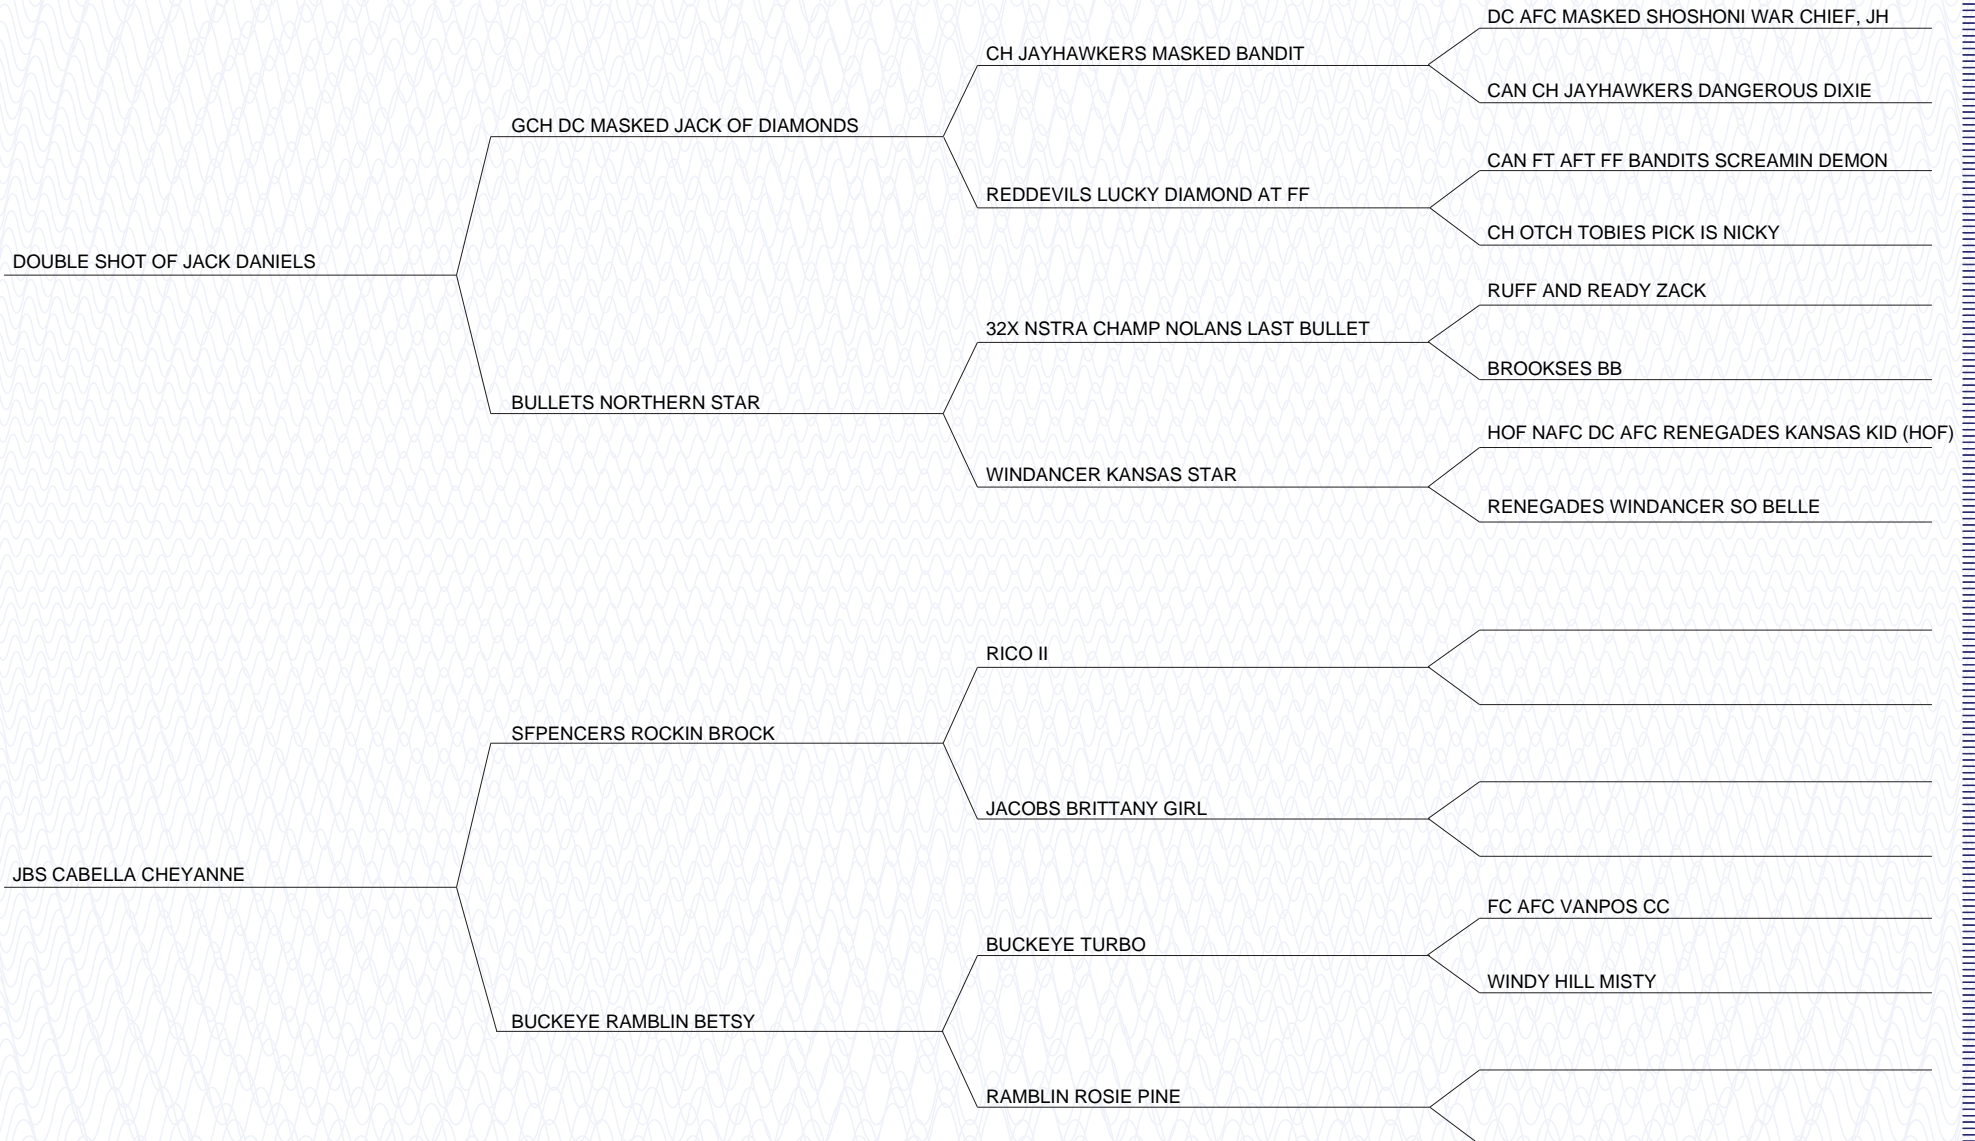 DC AFC MASKED SHOSHONI WAR CHIEF, JH
CH JAYHAWKERS MASKED BANDIT
CAN CH JAYHAWKERS DANGEROUS DIXIE
GCH DC MASKED JACK OF DIAMONDS
CAN FT AFT FF BANDITS SCREAMIN DEMON
REDDEVILS LUCKY DIAMOND AT FF
CH OTCH TOBIES PICK IS NICKY
DOUBLE SHOT OF JACK DANIELS
RUFF AND READY ZACK
32X NSTRA CHAMP NOLANS LAST BULLET
BROOKSES BB
BULLETS NORTHERN STAR
HOF NAFC DC AFC RENEGADES KANSAS KID (HOF)
WINDANCER KANSAS STAR
RENEGADES WINDANCER SO BELLE
RICO II
SFPENCERS ROCKIN BROCK
JACOBS BRITTANY GIRL
JBS CABELLA CHEYANNE
FC AFC VANPOS CC
BUCKEYE TURBO
WINDY HILL MISTY
BUCKEYE RAMBLIN BETSY
RAMBLIN ROSIE PINE